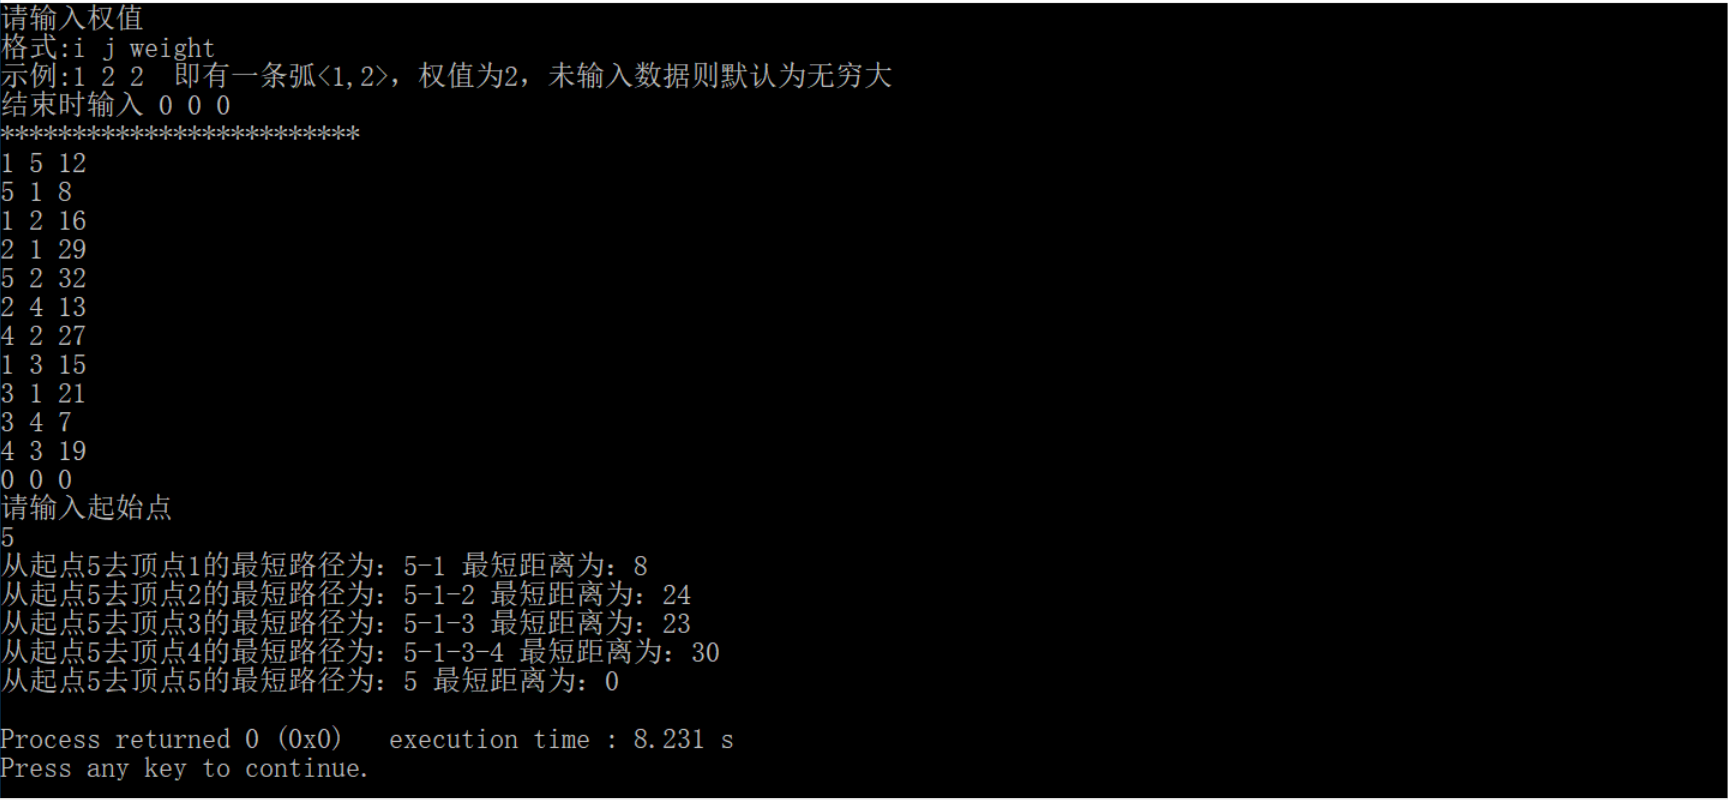 请输入权值
格式:i j weight
示例:1 2 2  即有一条弧<1,2>，权值为2，未输入数据则默认为无穷大
结束时输入 0 0 0
*************************
1 5 12
5 1 8
1 2 16
2 1 29
5 2 32
2 4 13
4 2 27
1 3 15
3 1 21
3 4 7
4 3 19
0 0 0
请输入起始点
5
从起点5去顶点1的最短路径为：5-1 最短距离为：8
从起点5去顶点2的最短路径为：5-1-2 最短距离为：24
从起点5去顶点3的最短路径为：5-1-3 最短距离为：23
从起点5去顶点4的最短路径为：5-1-3-4 最短距离为：30
从起点5去顶点5的最短路径为：5 最短距离为：0
Process returned 0 (0x0)   execution time : 8.231 s
Press any key to continue.